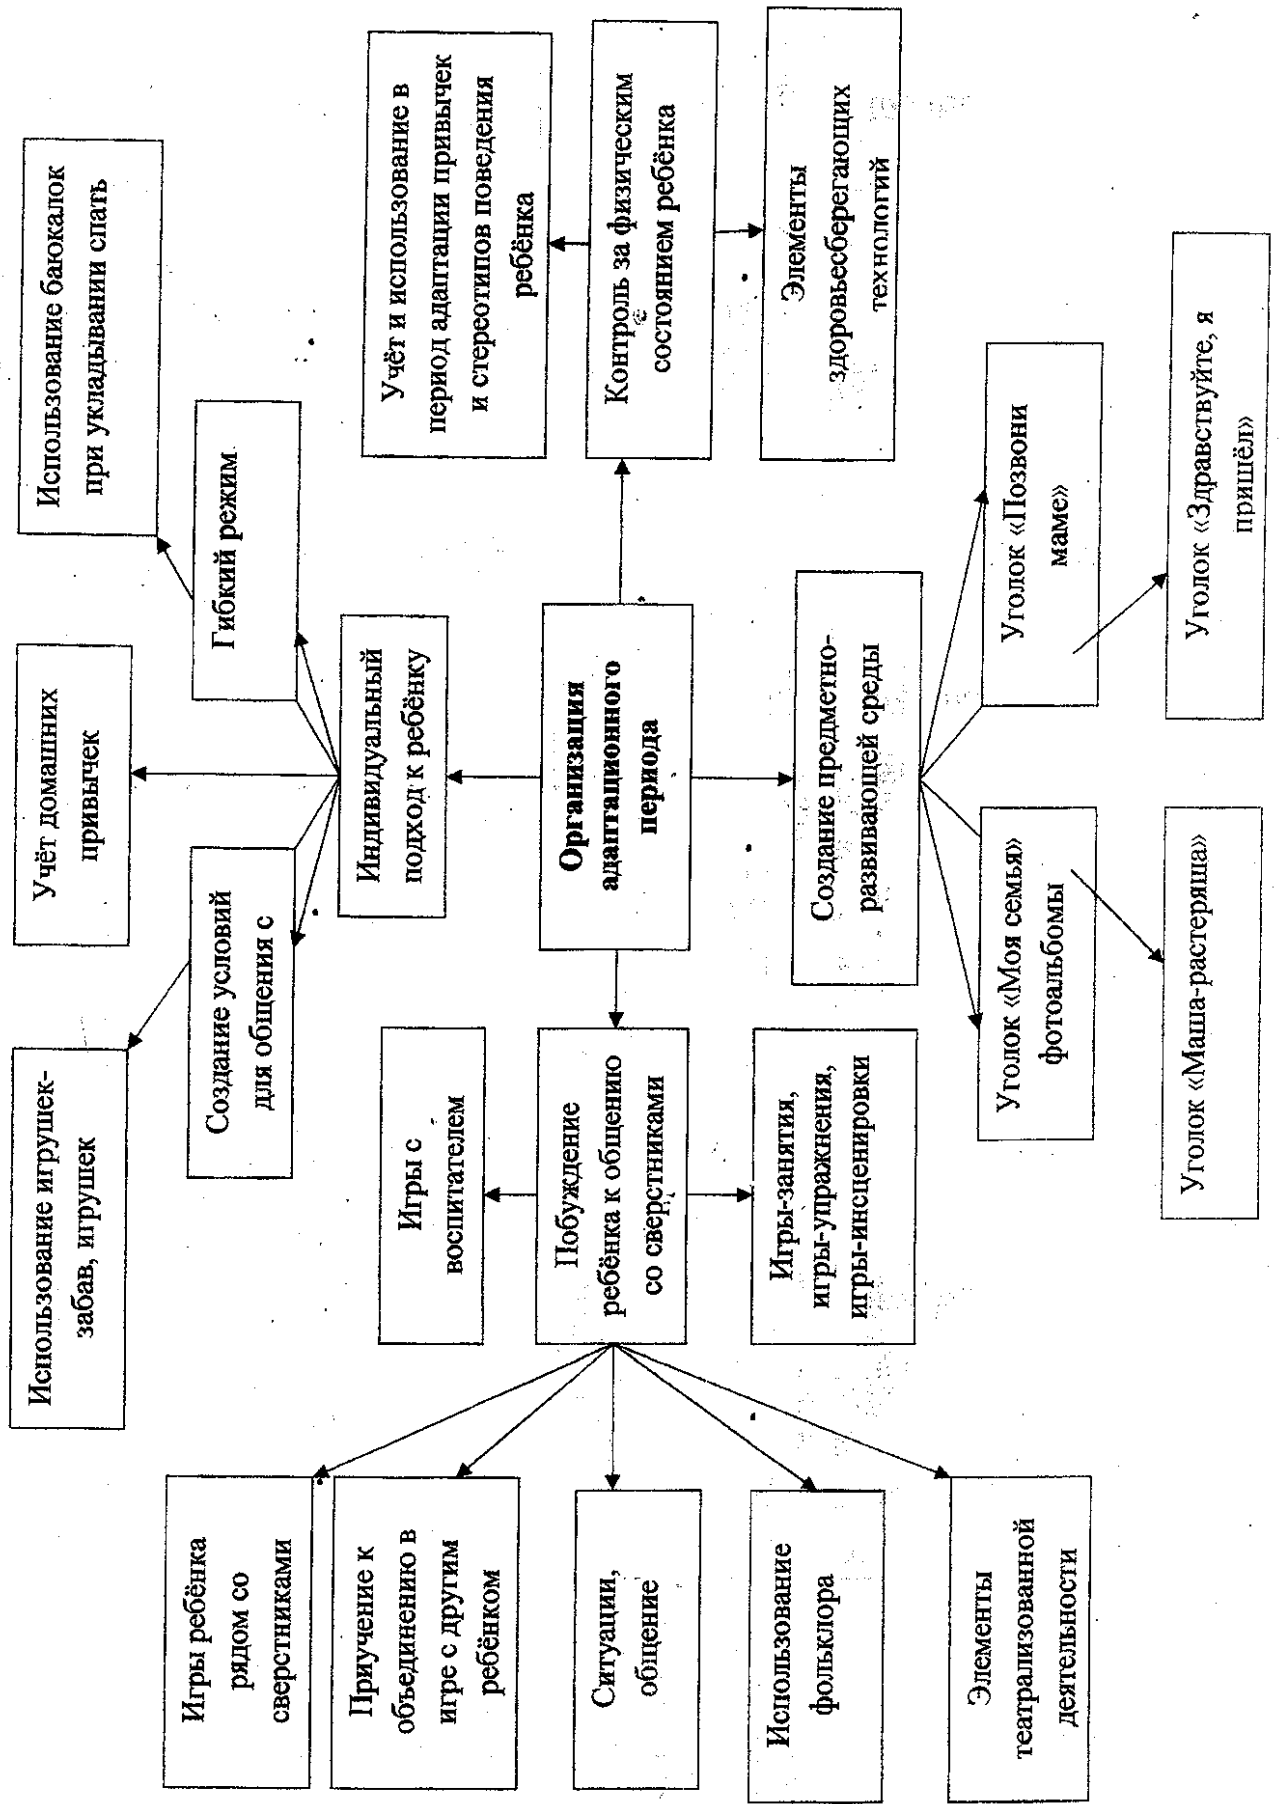 Использование игрушек-
забав, игрушек
Учёт домашних
привычек
Использование баюкалок
при укладывании спать
Создание условий
для общения с
Гибкий режим
Игры ребёнка
рядом со
сверстниками
Индивидуальный
подход к ребёнку
Учёт и использование в
период адаптации привычек
и стереотипов поведения
ребёнка
Приучение к
объединению в
игре с другим
ребёнком
Игры с
воспитателем
Побуждение
ребёнка к общению
со сверстниками
Организация
адаптационного
периода
Контроль за физическим
состоянием ребёнка
Ситуации,
общение
Использование
фольклора
Игры-занятия,
игры-упражнения,
игры-инсценировки
Создание предметно-
развивающей среды
Элементы
здоровьесберегающих
технологий
Элементы
театрализованной
деятельности
Уголок «Моя семья»
фотоальбомы
Уголок «Позвони
маме»
Уголок «Маша-растеряша»
Уголок «Здравствуйте, я
пришёл»